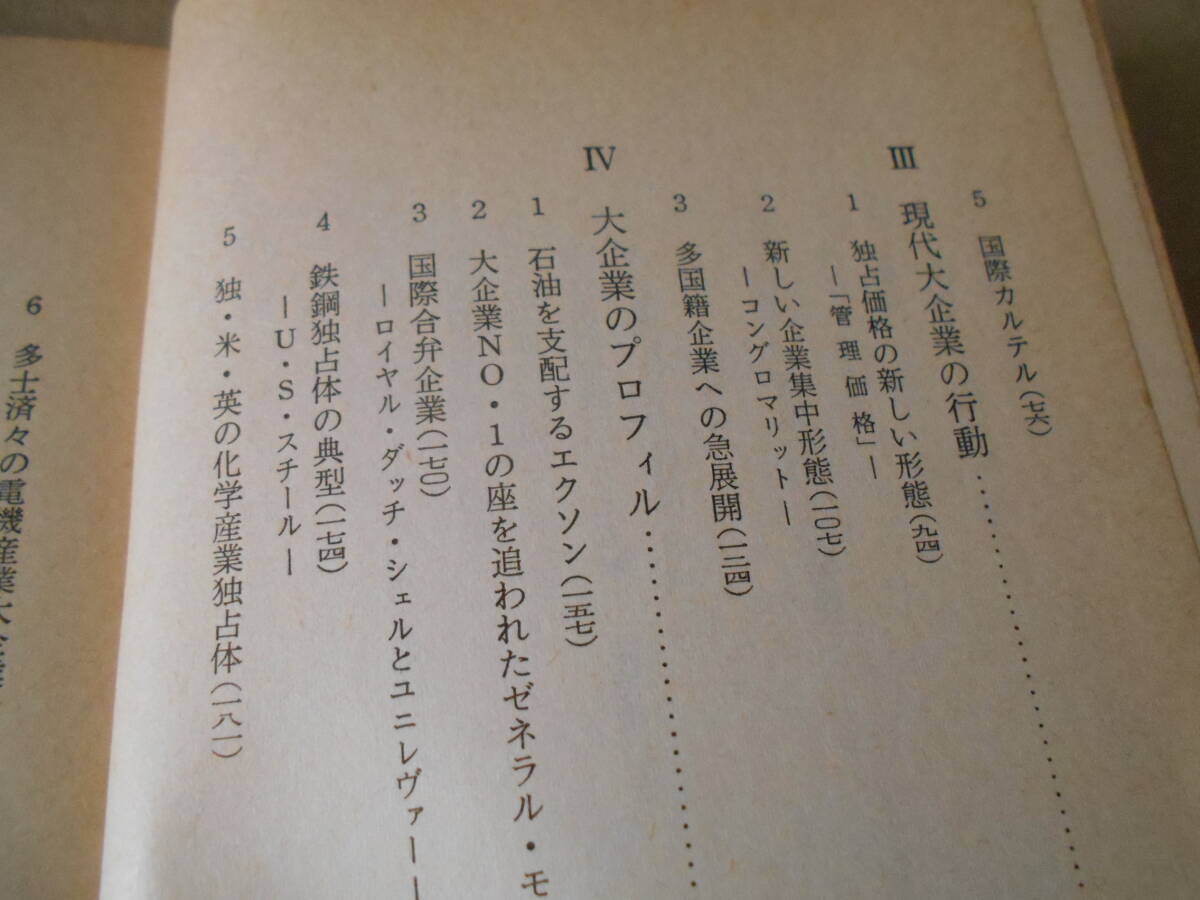 5 国際カルテル(七六)
III 現代大企業の行動…………
1 独占価格の新しい形態(九四)
―「管理価格」―
2 新しい企業集中形態(一〇七)
―コングロマリット―
3 多国籍企業への急展開(一三四)
IV 大企業のプロフィル…………
1 石油を支配するエクソン(一五七)
2 大企業NO・1の座を追われたゼネラル・モ
3 国際合弁企業(一七〇)
―ロイヤル・ダッチ・シェルとユニレヴァー―
4 鉄鋼独占体の典型(一七四)
―U・S・スチール―
5 独・米・英の化学産業独占体(一八一)
6 多士済々の電機産業大企業